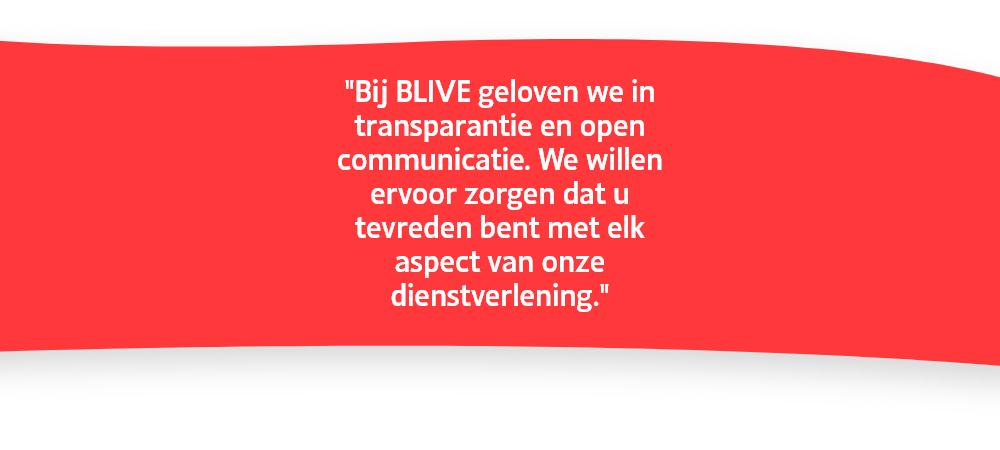 "Bij BLIVE geloven we in
transparantie en open
communicatie. We willen
ervoor zorgen dat u
tevreden bent met elk
aspect van onze
dienstverlening."